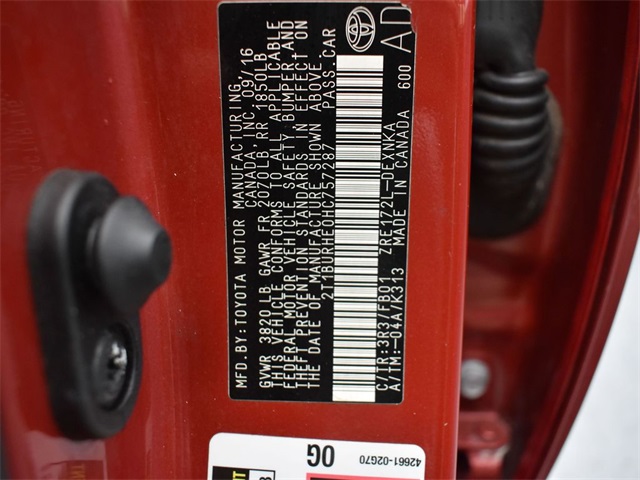 MFD. BY:TOYOTA MOTOR MANUFACTURING,
CANADA, INC. 09/16
GVWR 3820LB GAWR FR 2070LB RR 1850LB
THIS VEHICLE CONFORMS TO ALL APPLICABLE
FEDERAL MOTOR VEHICLE SAFETY, BUMPER AND
THEFT PREVENTION STANDARDS IN EFFECT ON
THE DATE OF MANUFACTURE SHOWN ABOVE.
2T1BURHE0HC757287 PASS.CAR
C/TR:3R3/FB01 ZRE172L-DEXNKA
A/TM:-04A/K313 MADE IN CANADA 600
AD
42661-02G70
0G